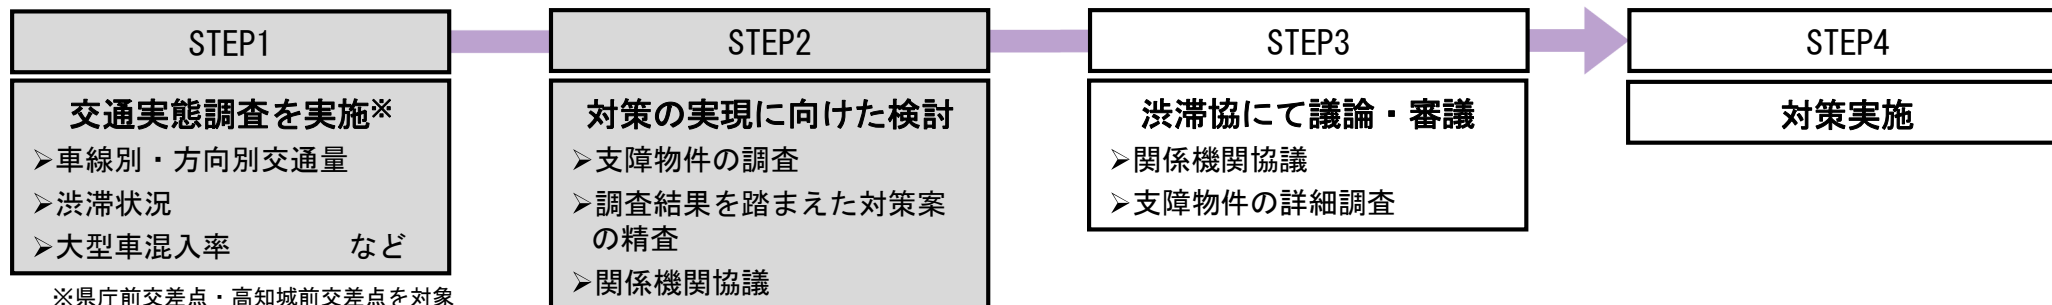 STEP1
交通実態調査を実施※
➢車線別・方向別交通量
➢渋滞状況
➢大型車混入率 など
※県庁前交差点・高知城前交差点を対象
STEP2
対策の実現に向けた検討
➢支障物件の調査
➢調査結果を踏まえた対策案
の精査
➢関係機関協議
STEP3
渋滞協にて議論・審議
➢関係機関協議
➢支障物件の詳細調査
STEP4
対策実施